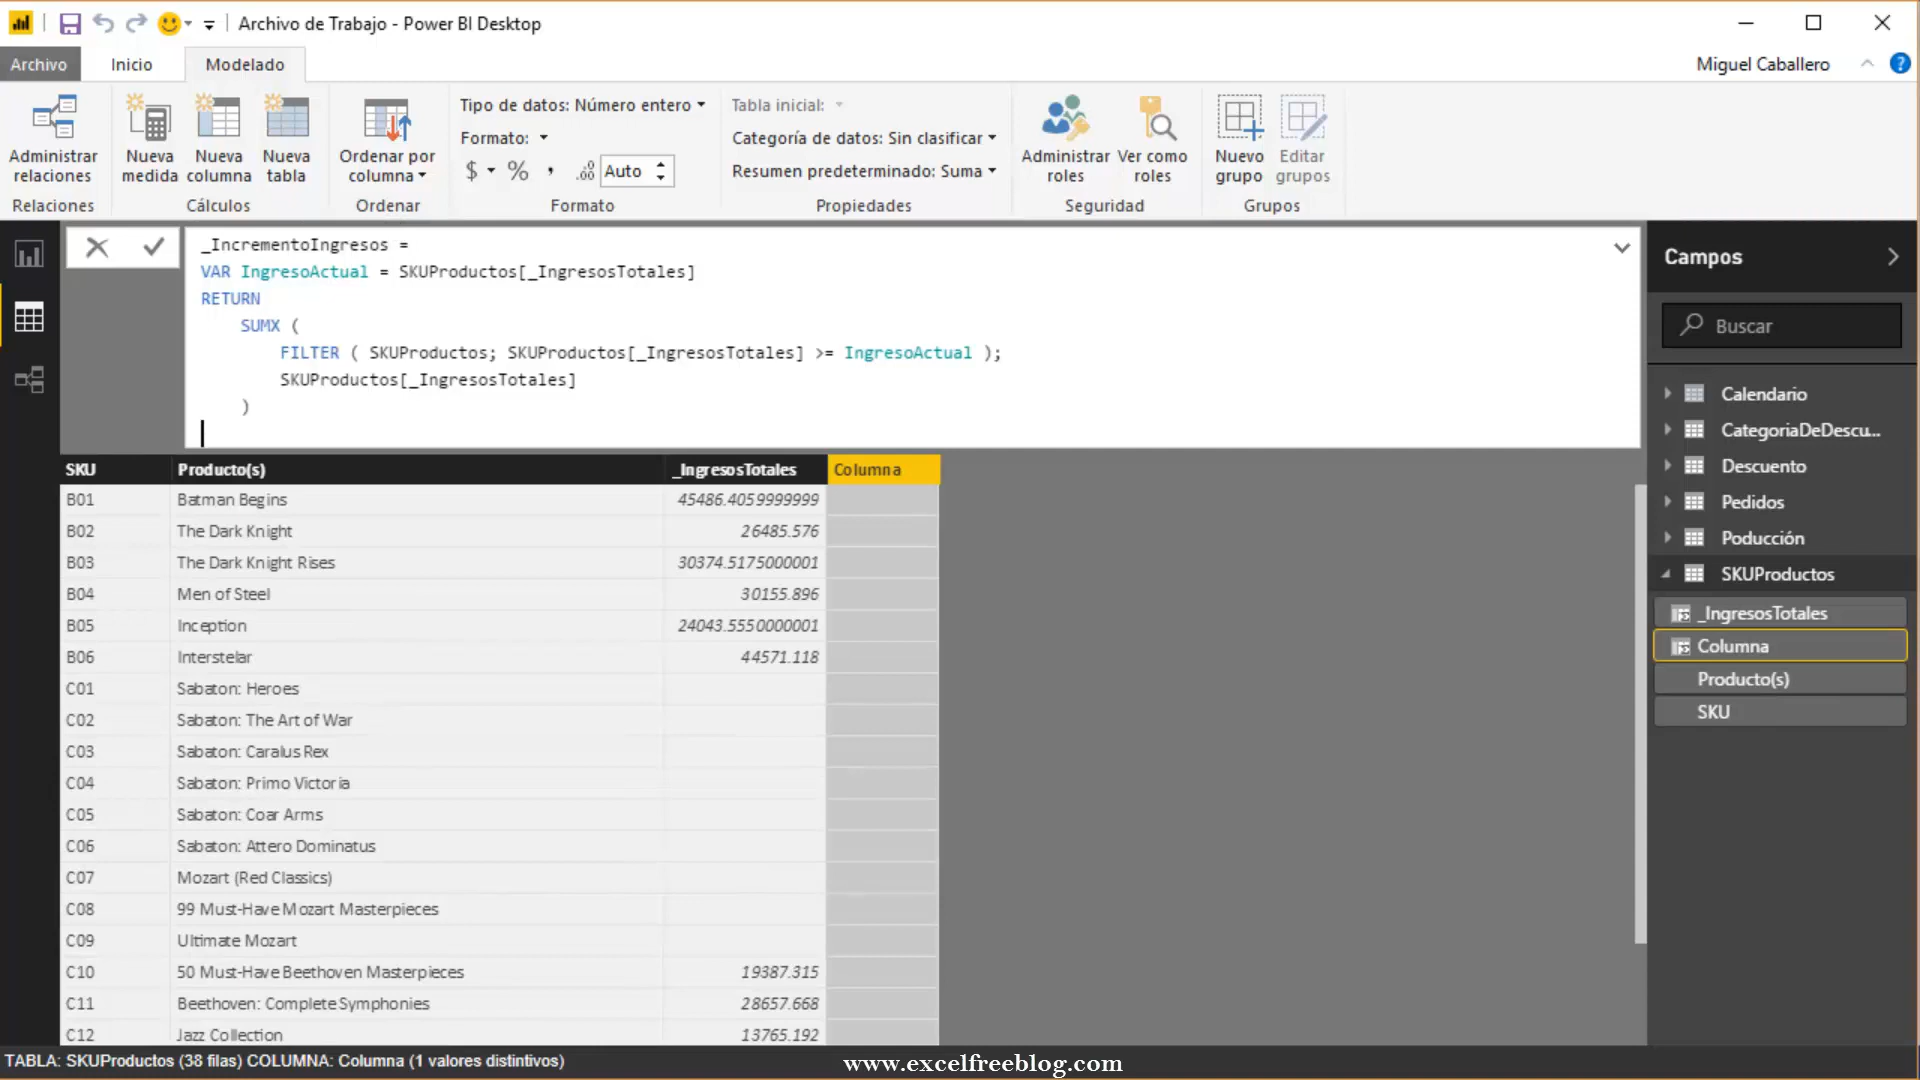 Archivo de Trabajo - Power BI Desktop
Archivo
Inicio
Modelado
Miguel Caballero
?
Administrar
relaciones
Relaciones
Nueva
medida
Nueva
columna
Nueva
tabla
Cálculos
Ordenar por
columna
Ordenar
Tipo de datos: Número entero
Formato:
$ % , .00 Auto
Formato
Tabla inicial:
Categoría de datos: Sin clasificar
Resumen predeterminado: Suma
Propiedades
Administrar
roles
Ver como
roles
Seguridad
Nuevo
grupo
Editar
grupos
Grupos
_IncrementoIngresos =
VAR IngresoActual = SKUProductos[_IngresosTotales]
RETURN
SUMX (
FILTER ( SKUProductos; SKUProductos[_IngresosTotales] >= IngresoActual );
SKUProductos[_IngresosTotales]
)
SKU Producto(s) _IngresosTotales Columna
B01 Batman Begins 45486.4059999999
B02 The Dark Knight 26485.576
B03 The Dark Knight Rises 30374.5175000001
B04 Men of Steel 30155.896
B05 Inception 24043.5550000001
B06 Interstelar 44571.118
C01 Sabaton: Heroes
C02 Sabaton: The Art of War
C03 Sabaton: Caralus Rex
C04 Sabaton: Primo Victoria
C05 Sabaton: Coar Arms
C06 Sabaton: Attero Dominatus
C07 Mozart (Red Classics)
C08 99 Must-Have Mozart Masterpieces
C09 Ultimate Mozart
C10 50 Must-Have Beethoven Masterpieces 19387.315
C11 Beethoven: Complete Symphonies 28657.668
C12 Jazz Collection 13765.192
Campos
Buscar
Calendario
CategoriaDeDescu...
Descuento
Pedidos
Poducción
SKUProductos
_IngresosTotales
Columna
Producto(s)
SKU
TABLA: SKUProductos (38 filas) COLUMNA: Columna (1 valores distintivos)
www.excelfreeblog.com